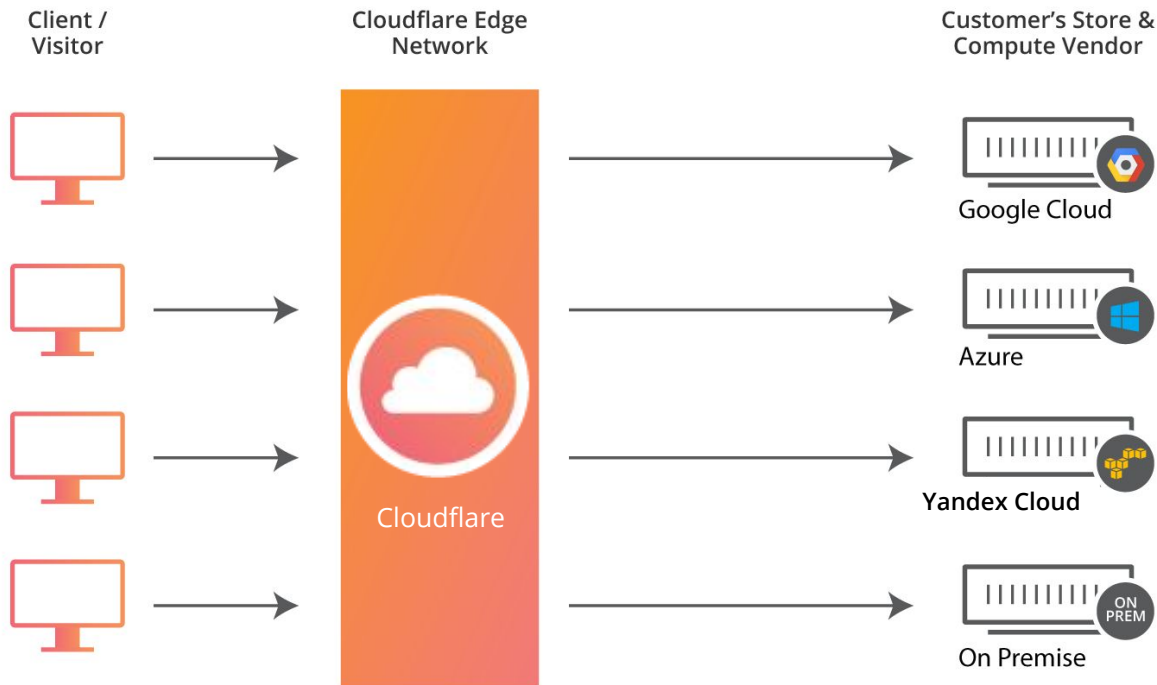 Client /
Visitor
Cloudflare Edge
Network
Customer’s Store &
Compute Vendor
Google Cloud
Azure
Cloudflare
Yandex Cloud
ON
PREM
On Premise